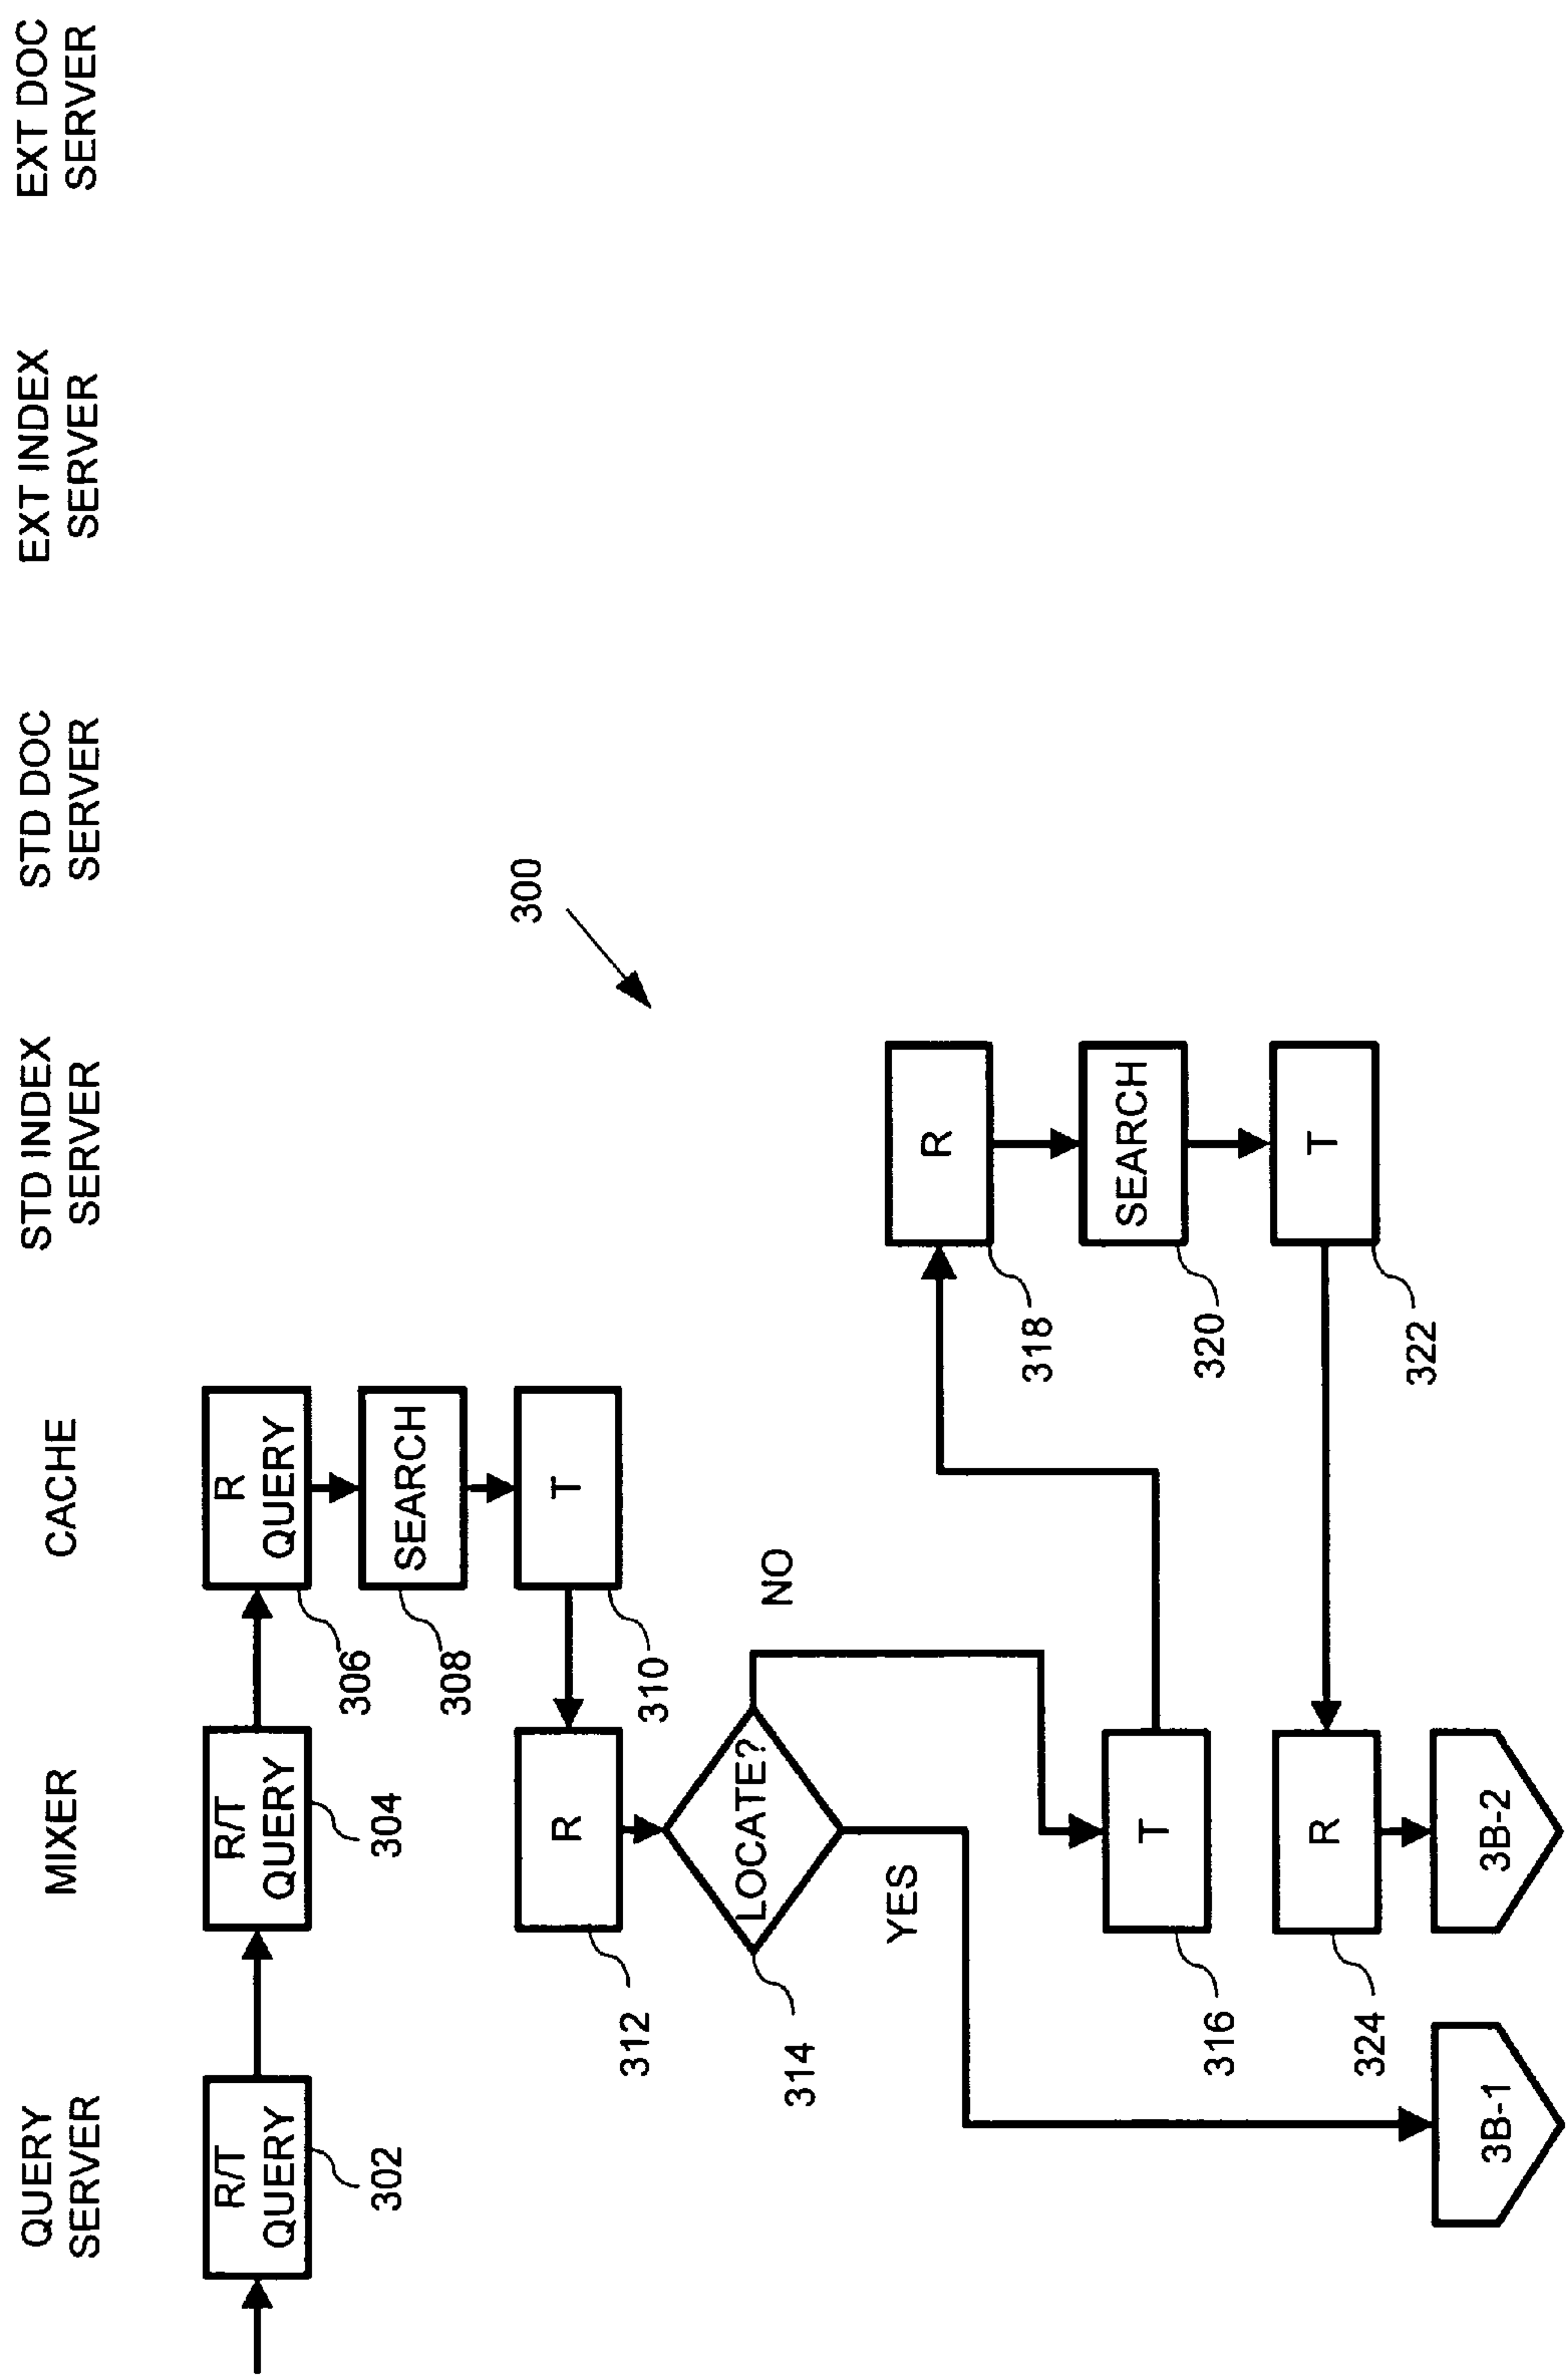 QUERY
SERVER
MIXER
CACHE
STD INDEX
SERVER
STD DOC
SERVER
EXT INDEX
SERVER
EXT DOC
SERVER
R/T
QUERY
302
R/T
QUERY
304
R
QUERY
306
SEARCH
308
T
310
R
312
300
LOCATE?
314
NO
YES
R
318
SEARCH
320
T
316
T
322
R
324
3B-1
3B-2